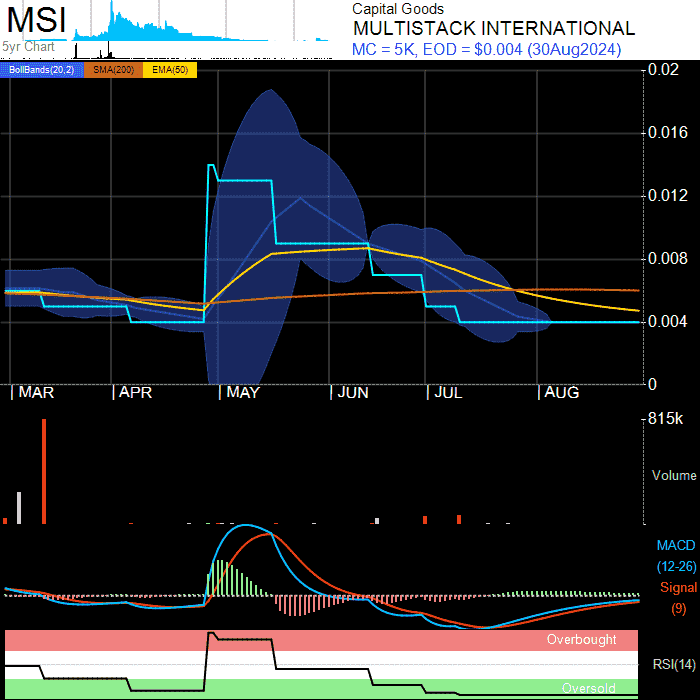 MSI
5yr Chart
Capital Goods
MULTISTACK INTERNATIONAL
MC = 5K, EOD = $0.004 (30Aug2024)
BollBands(20,2) SMA(200) EMA(50)
0.02
0.016
0.012
0.008
0.004
0
MAR APR MAY JUN JUL AUG
815k
Volume
MACD
(12-26)
Signal
(9)
Overbought
RSI(14)
Oversold